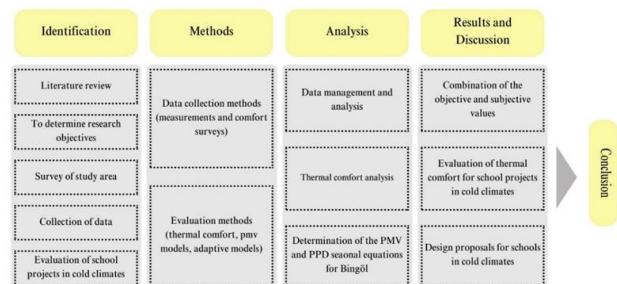 Identification
Literature review
To determine research
objectives
Survey of study area
Collection of data
Evaluation of school
projects in cold climates
Methods
Data collection methods
(measurements and comfort
surveys)
Evaluation methods
(thermal comfort, pmv
models, adaptive models)
Analysis
Data management and
analysis
Thermal comfort analysis
Determination of the PMV
and PPD seaonal equations
for Bingöl
Results and
Discussion
Combination of the
objective and subjective
values
Evaluation of thermal
comfort for school projects
in cold climates
Design proposals for schools
in cold climates
Conclusion